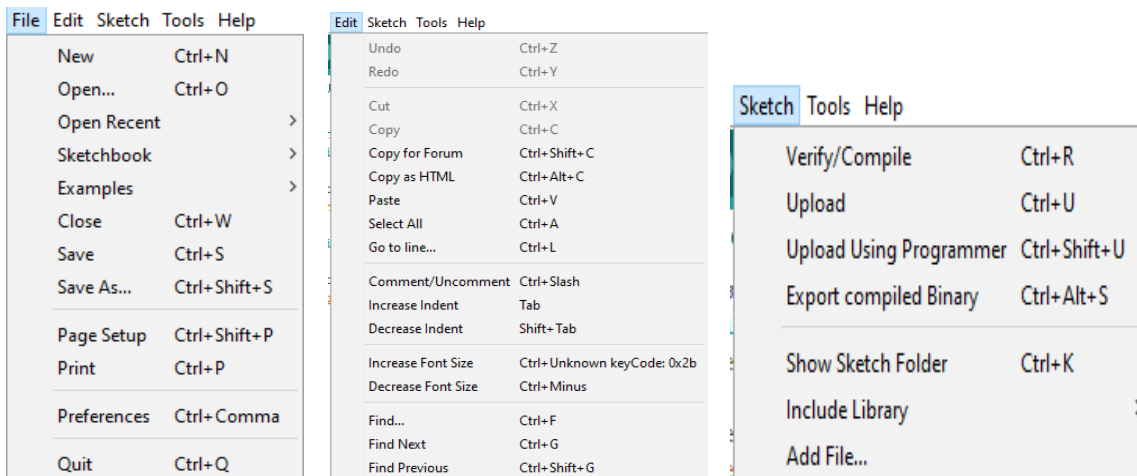 File Edit Sketch Tools Help
New Ctrl+N
Open... Ctrl+O
Open Recent >
Sketchbook >
Examples >
Close Ctrl+W
Save Ctrl+S
Save As... Ctrl+Shift+S
Page Setup Ctrl+Shift+P
Print Ctrl+P
Preferences Ctrl+Comma
Quit Ctrl+Q
Edit Sketch Tools Help
Undo Ctrl+Z
Redo Ctrl+Y
Cut Ctrl+X
Copy Ctrl+C
Copy for Forum Ctrl+Shift+C
Copy as HTML Ctrl+Alt+C
Paste Ctrl+V
Select All Ctrl+A
Go to line... Ctrl+L
Comment/Uncomment Ctrl+Slash
Increase Indent Tab
Decrease Indent Shift+Tab
Increase Font Size Ctrl+Unknown keyCode: 0x2b
Decrease Font Size Ctrl+Minus
Find... Ctrl+F
Find Next Ctrl+G
Find Previous Ctrl+Shift+G
Sketch Tools Help
Verify/Compile Ctrl+R
Upload Ctrl+U
Upload Using Programmer Ctrl+Shift+U
Export compiled Binary Ctrl+Alt+S
Show Sketch Folder Ctrl+K
Include Library
Add File...